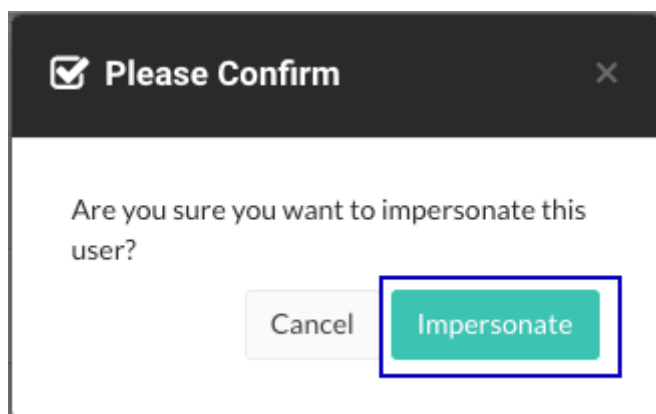 Please Confirm
Are you sure you want to impersonate this
user?
Cancel Impersonate